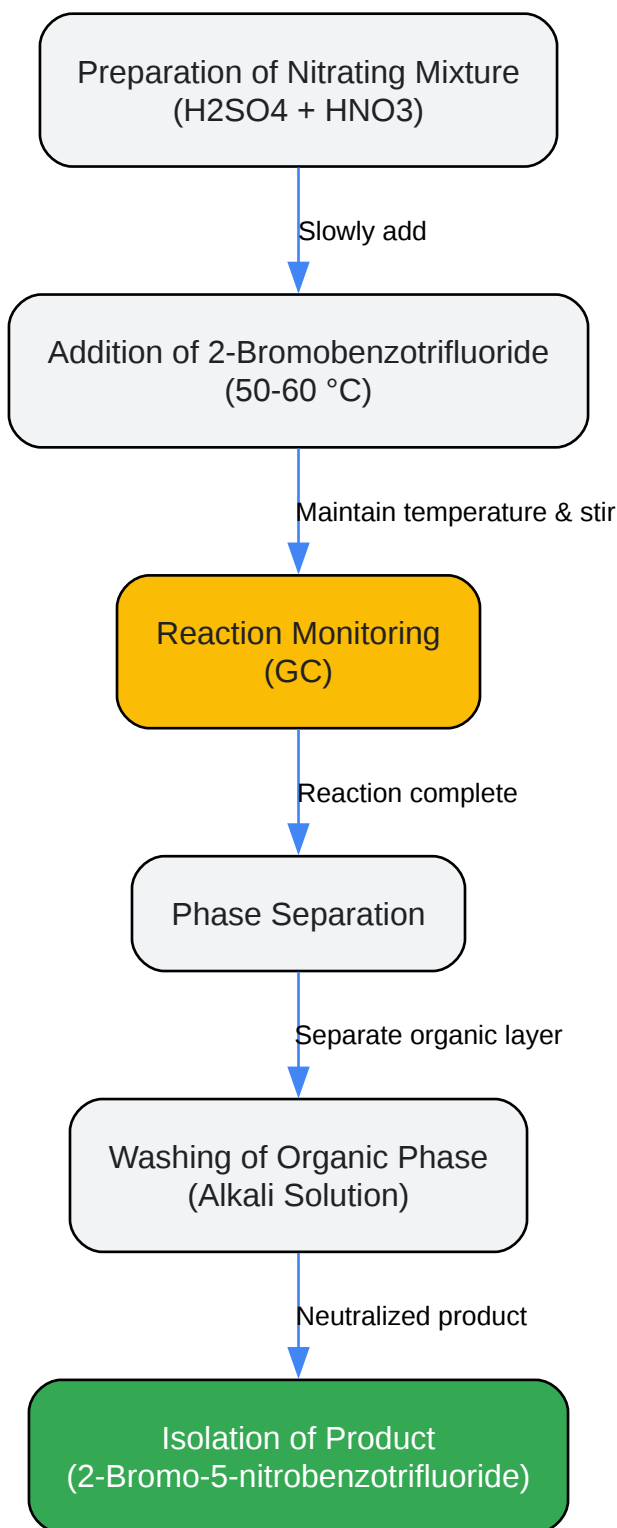 Preparation of Nitrating Mixture
(H2SO4 + HNO3)
Slowly add
Addition of 2-Bromobenzotrifluoride
(50-60 °C)
Maintain temperature & stir
Reaction Monitoring
(GC)
Reaction complete
Phase Separation
Separate organic layer
Washing of Organic Phase
(Alkali Solution)
Neutralized product
Isolation of Product
(2-Bromo-5-nitrobenzotrifluoride)